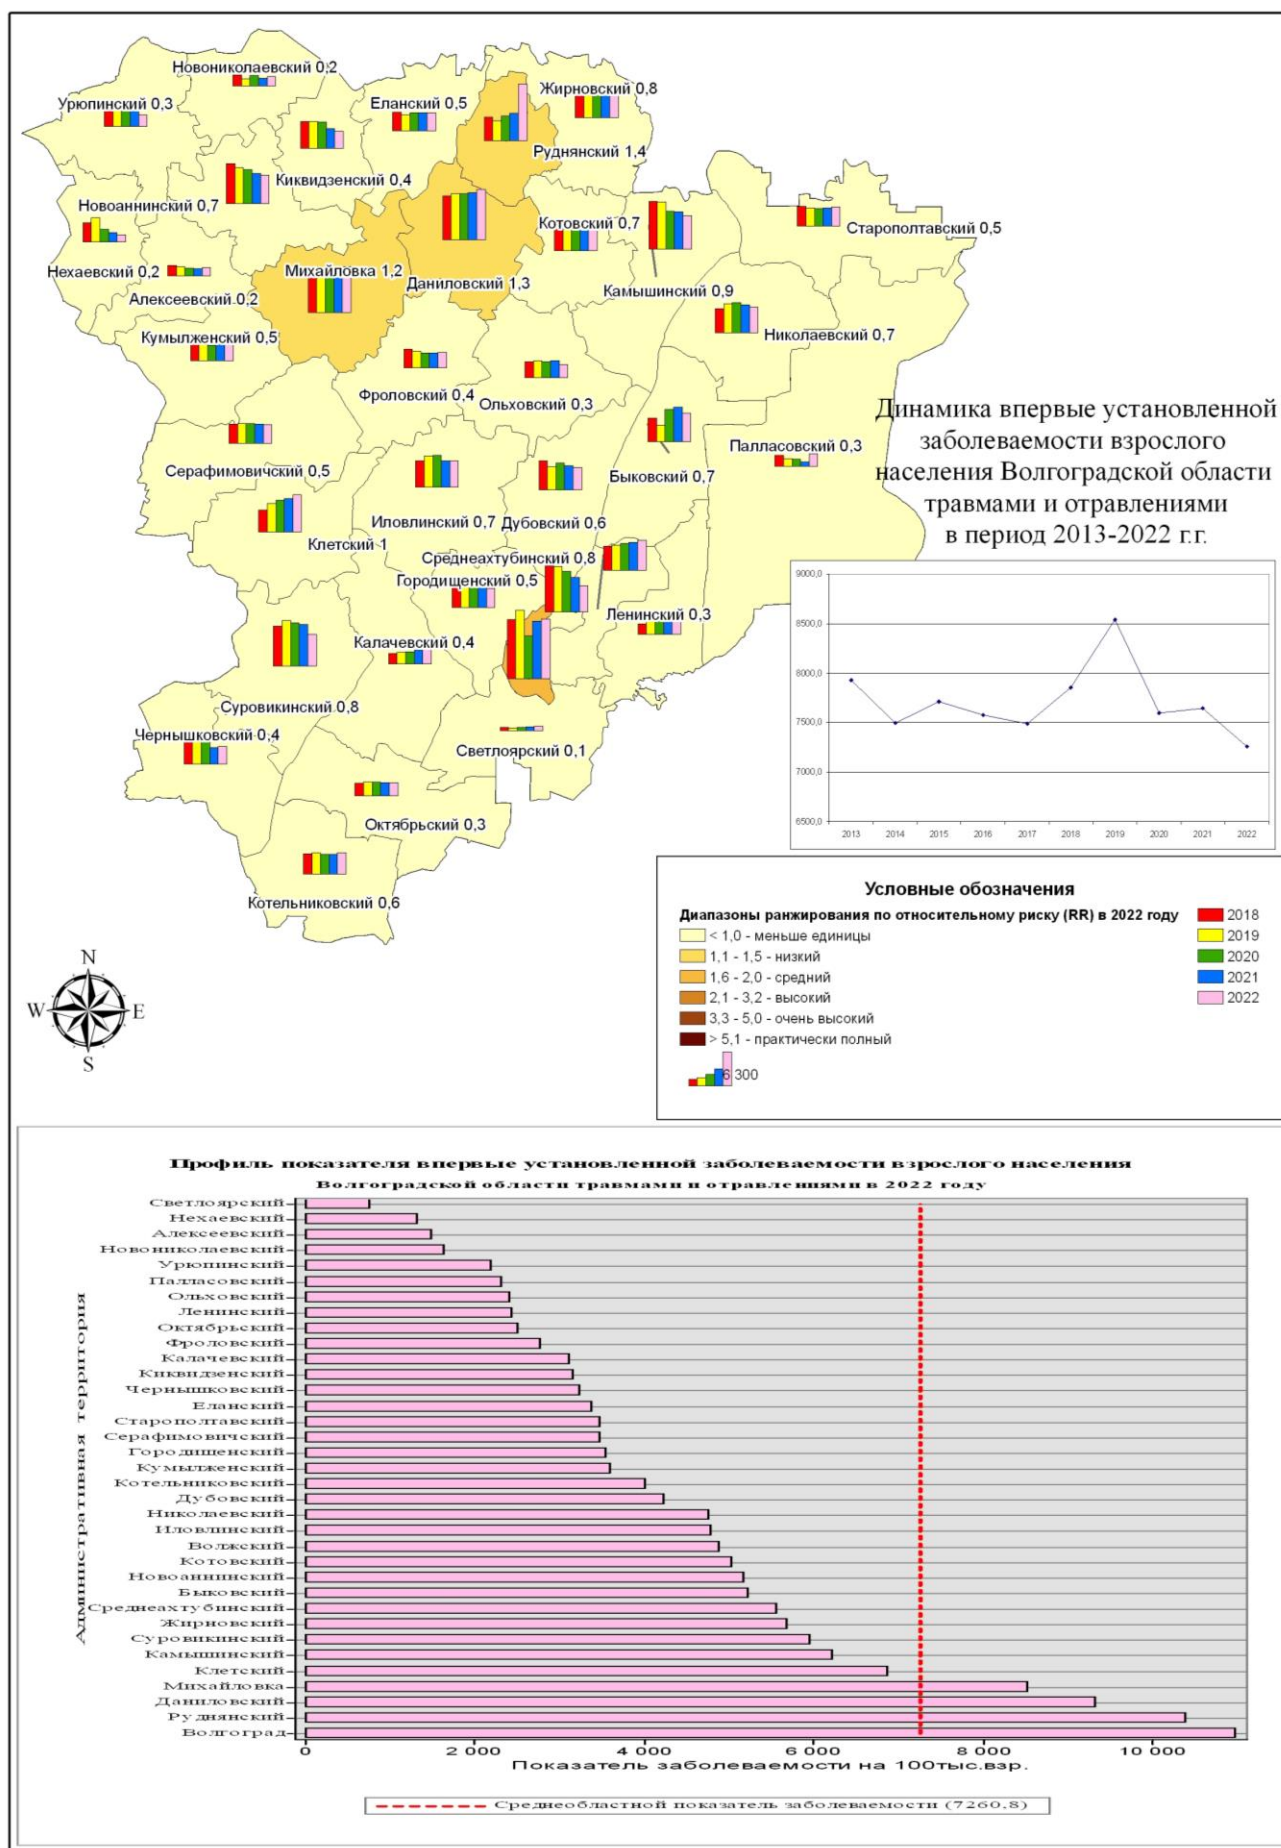 Новониколаевский 0,2
Урюпинский 0,3
Еланский 0,5
Жирновский 0,8
Руднянский 1,4
Киквидзенский 0,4
Новоаннинский 0,7
Котовский 0,7
Старополтавский 0,5
Нехаевский 0,2
Михайловка 1,2
Даниловский 1,3
Алексеевский 0,2
Камышинский 0,9
Кумылженский 0,5
Николаевский 0,7
Фроловский 0,4
Ольховский 0,3
Динамика впервые установленной
заболеваемости взрослого
населения Волгоградской области
травмами и отравлениями
в период 2013-2022 г.г.
Палласовский 0,3
Серафимовичский 0,5
Быковский 0,7
Иловлинский 0,7
Дубовский 0,6
Клетский 1
Среднеахтубинский 0,8
Городищенский 0,5
Ленинский 0,3
Калачевский 0,4
Суровикинский 0,8
Чернышковский 0,4
Светлоярский 0,1
Октябрьский 0,3
Котельниковский 0,6
9000,0
8500,0
8000,0
7500,0
7000,0
6500,0
2013 2014 2015 2016 2017 2018 2019 2020 2021 2022
N
W E
S
Условные обозначения
Диапазоны ранжирования по относительному риску (RR) в 2022 году
< 1,0 - меньше единицы
1,1 - 1,5 - низкий
1,6 - 2,0 - средний
2,1 - 3,2 - высокий
3,3 - 5,0 - очень высокий
> 5,1 - практически полный
6 300
2018
2019
2020
2021
2022
Профиль показателя впервые установленной заболеваемости взрослого населения
Волгоградской области травмами и отравлениями в 2022 году
Административная территория
Светлоярский
Нехаевский
Алексеевский
Новониколаевский
Урюпинский
Палласовский
Ольховский
Ленинский
Октябрьский
Фроловский
Калачевский
Киквидзенский
Чернышковский
Еланский
Старополтавский
Серафимовичский
Городищенский
Кумылженский
Котельниковский
Дубовский
Николаевский
Иловлинский
Волжский
Котовский
Новоаннинский
Быковский
Среднеахтубинский
Жирновский
Суровикинский
Камышинский
Клетский
Михайловка
Даниловский
Руднянский
Волгоград
0 2 000 4 000 6 000 8 000 10 000
Показатель заболеваемости на 100тыс.взр.
Среднеобластной показатель заболеваемости (7260,8)